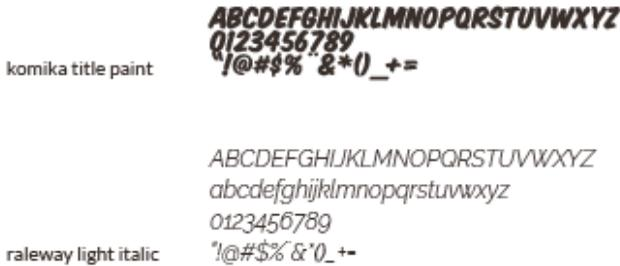 ABCDEFGHIJKLMNOPQRSTUVWXYZ
0123456789
komika title paint
"!@#$%¨&*()_+=
ABCDEFGHIJKLMNOPQRSTUVWXYZ
abcdefghijklmnopqrstuvwxyz
0123456789
raleway light italic
"!@#$%¨&*()_+=